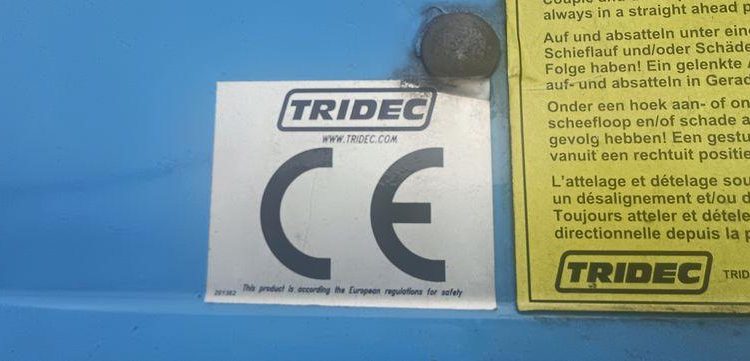 TRIDEC
WWW.TRIDEC.COM
CE
This product is according the European regulations for safety
always in a straight ahead
Auf und absatteln unter
Schieflauf und/oder
Folge haben! Ein gelenkte
auf- und absatteln in
Onder een hoek aan- of
scheefloop en/of schade
gevolg hebben! Een
vanuit een rechtuit
L'attelage et dételage
un désalignement et/ou
Toujours atteler et
directionnelle depuis la
TRIDEC